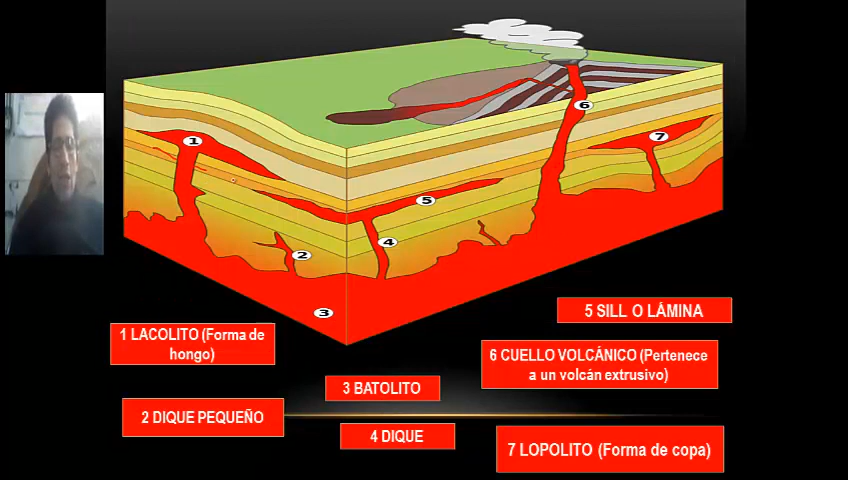 1
2
3
4
5
6
7
5 SILL O LÁMINA
1 LACOLITO (Forma de
hongo)
6 CUELLO VOLCÁNICO (Pertenece
a un volcán extrusivo)
3 BATOLITO
2 DIQUE PEQUEÑO
4 DIQUE
7 LOPOLITO (Forma de copa)